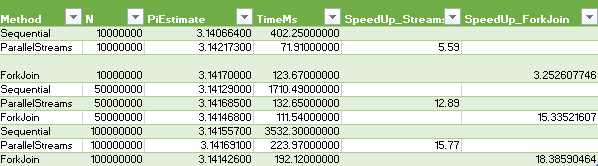 Method N PiEstimate TimeMs SpeedUp_Streams SpeedUp_ForkJoin
Sequential 10000000 3.14066400 402.25000000
ParallelStreams 10000000 3.14217300 71.91000000 5.59
ForkJoin 10000000 3.14170000 123.67000000 3.252607746
Sequential 50000000 3.14129000 1710.49000000
ParallelStreams 50000000 3.14168500 132.65000000 12.89
ForkJoin 50000000 3.14146800 111.54000000 15.33521607
Sequential 100000000 3.14155700 3532.30000000
ParallelStreams 100000000 3.14169100 223.97000000 15.77
ForkJoin 100000000 3.14142600 192.12000000 18.38590464